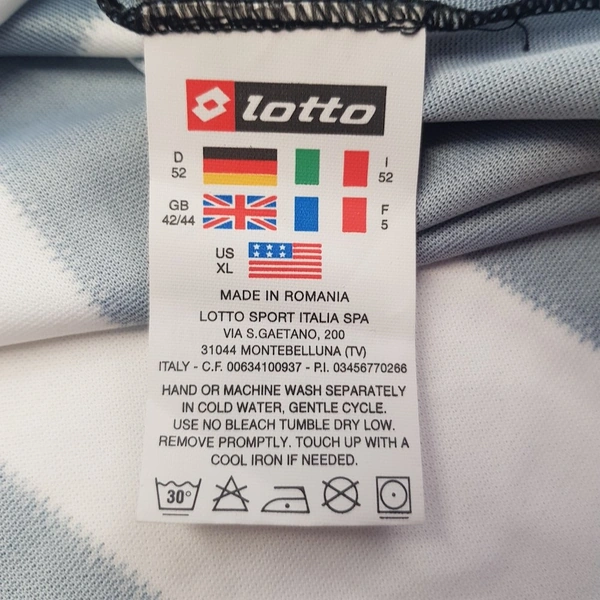 lotto
D 52 I 52
GB 42/44 F 5
US XL
MADE IN ROMANIA
LOTTO SPORT ITALIA SPA
VIA S.GAETANO, 200
31044 MONTEBELLUNA (TV)
ITALY - C.F. 00634100937 - P.I. 03456770266
HAND OR MACHINE WASH SEPARATELY
IN COLD WATER, GENTLE CYCLE.
USE NO BLEACH TUMBLE DRY LOW.
REMOVE PROMPTLY. TOUCH UP WITH A
COOL IRON IF NEEDED.
30°